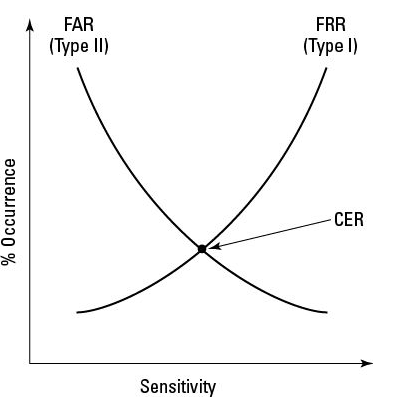 FAR
(Type II)
FRR
(Type I)
CER
% Occurrence
Sensitivity